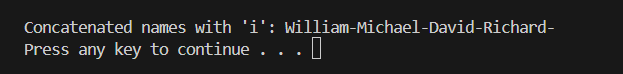 Concatenated names with 'i': William-Michael-David-Richard-
Press any key to continue . . .